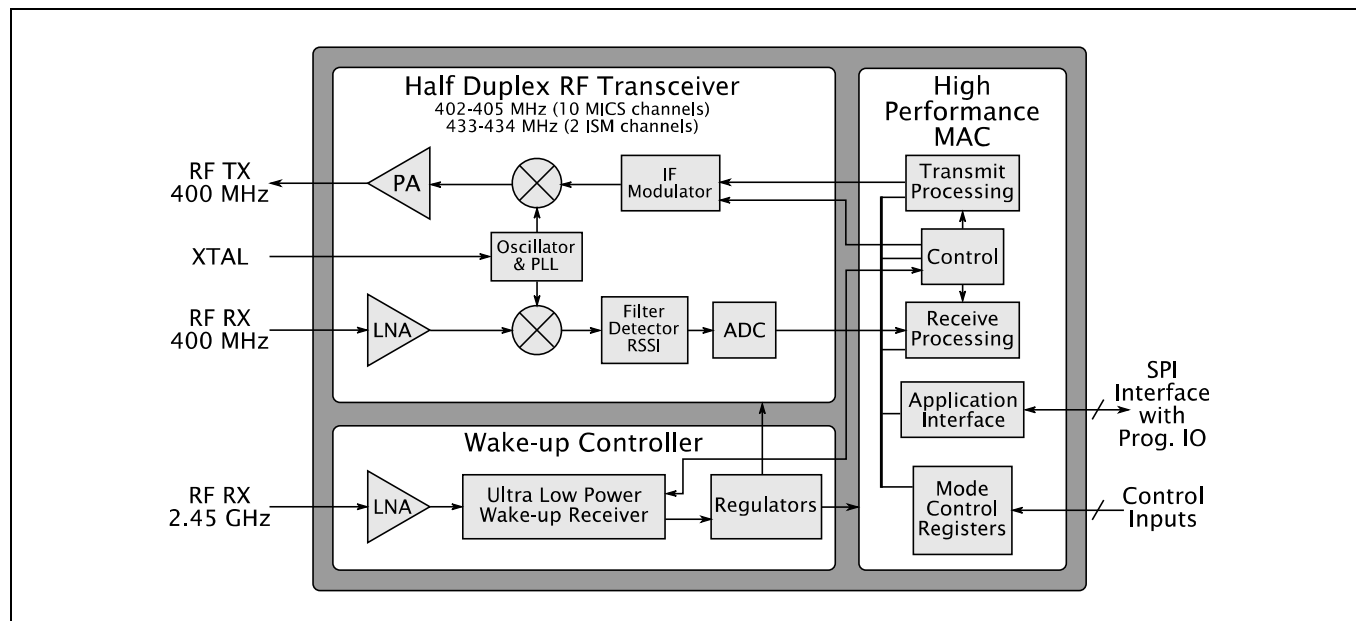 Half Duplex RF Transceiver
402-405 MHz (10 MICS channels)
433-434 MHz (2 ISM channels)
RF TX
400 MHz
PA
IF
Modulator
XTAL
Oscillator
& PLL
RF RX
400 MHz
LNA
Filter
Detector
RSSI
ADC
Wake-up Controller
RF RX
2.45 GHz
LNA
Ultra Low Power
Wake-up Receiver
Regulators
High
Performance
MAC
Transmit
Processing
Control
Receive
Processing
Application
Interface
SPI
Interface
with
Prog. IO
Mode
Control
Registers
Control
Inputs